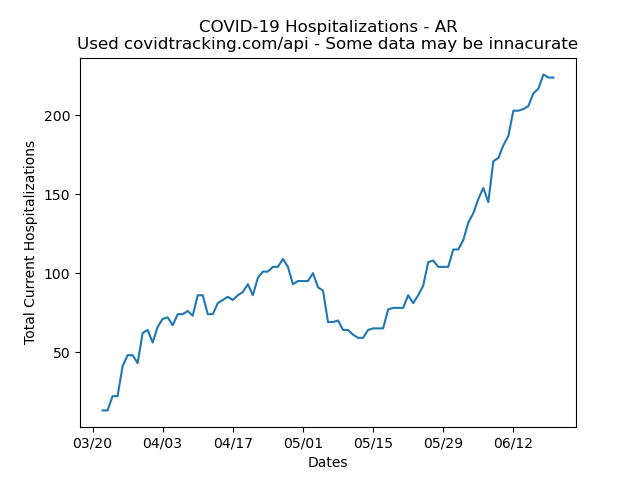 COVID-19 Hospitalizations - AR
Used covidtracking.com/api - Some data may be innacurate
Total Current Hospitalizations
200
150
100
50
03/20 04/03 04/17 05/01 05/15 05/29 06/12
Dates